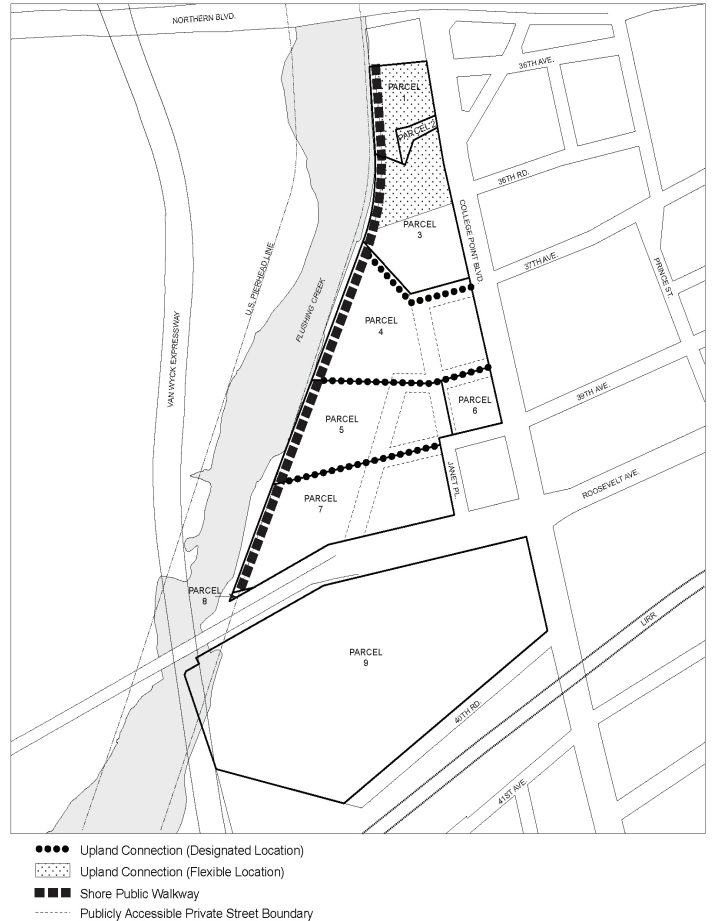 NORTHERN BLVD.
36TH AVE.
PARCEL
1
PARCEL 2
36TH RD.
COLLEGE POINT BLVD.
PARCEL
3
37TH AVE.
PRINCE ST.
U.S. PIERHEAD LINE
FLUSHING CREEK
VAN WYCK EXPRESSWAY
PARCEL
4
39TH AVE.
PARCEL
6
PARCEL
5
JANET PL.
ROOSEVELT AVE.
PARCEL
7
PARCEL
8
LIRR
PARCEL
9
40TH RD.
41ST AVE.
Upland Connection (Designated Location)
Upland Connection (Flexible Location)
Shore Public Walkway
Publicly Accessible Private Street Boundary